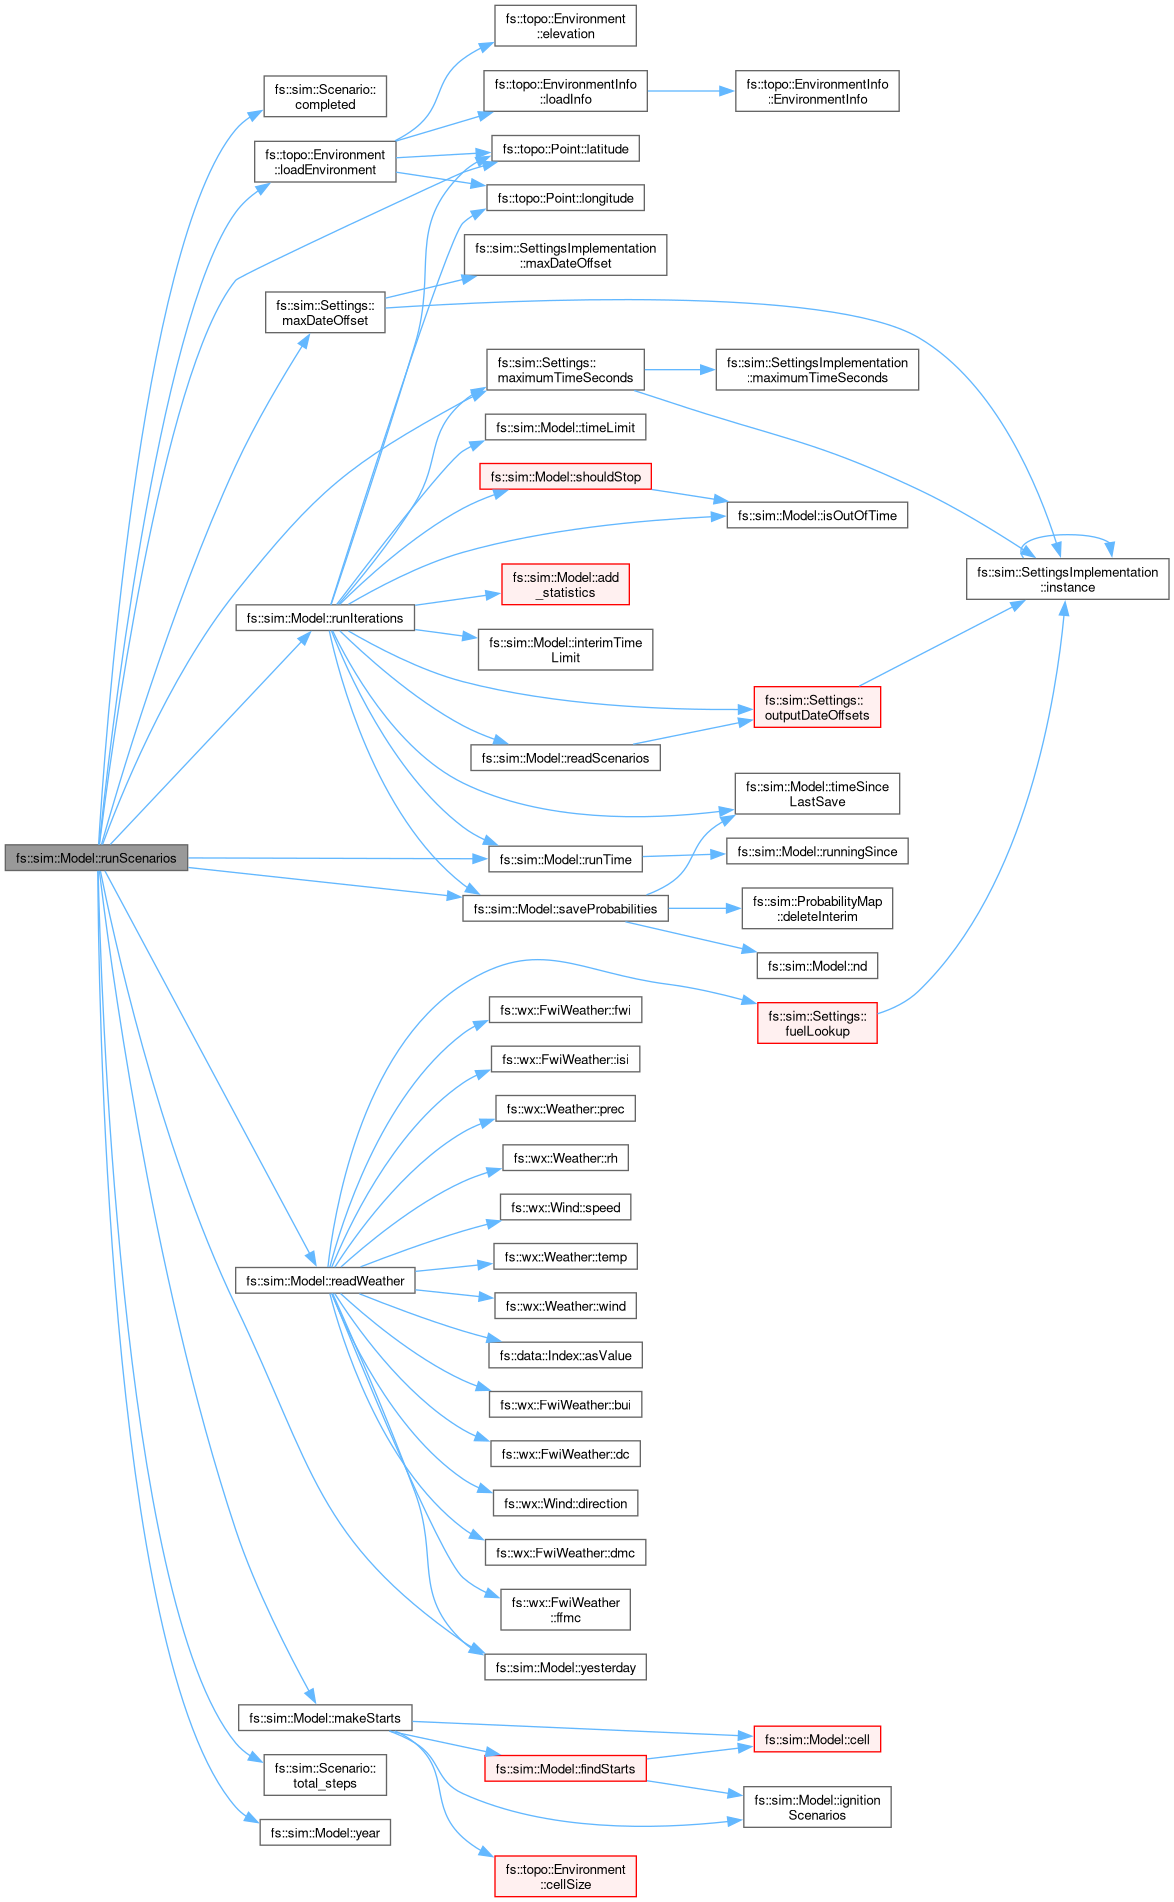 fs::topo::Environment
::elevation
fs::sim::Scenario::
completed
fs::topo::EnvironmentInfo
::loadInfo
fs::topo::EnvironmentInfo
::EnvironmentInfo
fs::topo::Environment
::loadEnvironment
fs::topo::Point::latitude
fs::topo::Point::longitude
fs::sim::SettingsImplementation
::maxDateOffset
fs::sim::Settings::
maxDateOffset
fs::sim::Settings::
maximumTimeSeconds
fs::sim::SettingsImplementation
::maximumTimeSeconds
fs::sim::Model::timeLimit
fs::sim::Model::shouldStop
fs::sim::Model::isOutOfTime
fs::sim::SettingsImplementation
::instance
fs::sim::Model::add
_statistics
fs::sim::Model::runIterations
fs::sim::Model::interimTime
Limit
fs::sim::Settings::
outputDateOffsets
fs::sim::Model::readScenarios
fs::sim::Model::timeSince
LastSave
fs::sim::Model::runScenarios
fs::sim::Model::runTime
fs::sim::Model::runningSince
fs::sim::Model::saveProbabilities
fs::sim::ProbabilityMap
::deleteInterim
fs::sim::Model::nd
fs::sim::Settings::
fuelLookup
fs::wx::FwiWeather::fwi
fs::wx::FwiWeather::isi
fs::wx::Weather::prec
fs::wx::Weather::rh
fs::wx::Wind::speed
fs::wx::Weather::temp
fs::sim::Model::readWeather
fs::wx::Weather::wind
fs::data::Index::asValue
fs::wx::FwiWeather::bui
fs::wx::FwiWeather::dc
fs::wx::Wind::direction
fs::wx::FwiWeather::dmc
fs::wx::FwiWeather
::ffmc
fs::sim::Model::yesterday
fs::sim::Model::makeStarts
fs::sim::Model::cell
fs::sim::Model::findStarts
fs::sim::Scenario::
total_steps
fs::sim::Model::ignition
Scenarios
fs::sim::Model::year
fs::topo::Environment
::cellSize